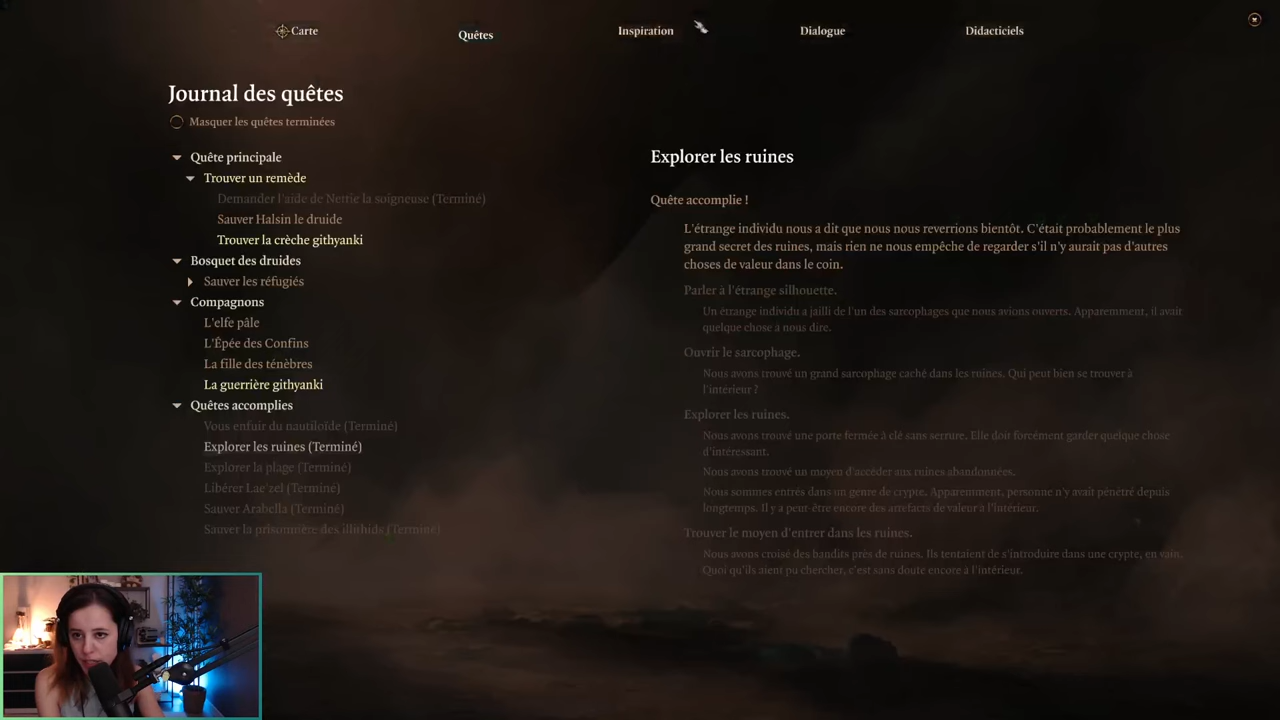 Carte
Quêtes
Inspiration
Dialogue
Didacticiels
Journal des quêtes
Masquer les quêtes terminées
Quête principale
Trouver un remède
Demander l'aide de Nettie la soigneuse (Terminé)
Sauver Halsin le druide
Trouver la crèche githyanki
Bosquet des druides
Sauver les réfugiés
Compagnons
L'elfe pâle
L'Épée des Confins
La fille des ténèbres
La guerrière githyanki
Quêtes accomplies
Vous enfuir du nautiloïde (Terminé)
Explorer les ruines (Terminé)
Explorer la plage (Terminé)
Libérer Lae'zel (Terminé)
Sauver Arabella (Terminé)
Sauver la prisonnière des illithids (Terminé)
Explorer les ruines
Quête accomplie !
L'étrange individu nous a dit que nous nous reverrions bientôt. C'était probablement le plus
grand secret des ruines, mais rien ne nous empêche de regarder s'il n'y aurait pas d'autres
choses de valeur dans le coin.
Parler à l'étrange silhouette.
Un étrange individu a jailli de l'un des sarcophages que nous avions ouverts. Apparemment, il avait
quelque chose à nous dire.
Ouvrir le sarcophage.
Nous avons trouvé un grand sarcophage caché dans les ruines. Qui peut bien se trouver à
l'intérieur ?
Explorer les ruines.
Nous avons trouvé une porte fermée à clé sans serrure. Elle doit forcément garder quelque chose
d'intéressant.
Nous avons trouvé un moyen d'accéder aux ruines abandonnées.
Nous sommes entrés dans un genre de crypte. Apparemment, personne n'y avait pénétré depuis
longtemps. Il y a peut-être encore des artefacts de valeur à l'intérieur.
Trouver le moyen d'entrer dans les ruines.
Nous avons croisé des bandits près de ruines. Ils tentaient de s'introduire dans une crypte, en vain.
Quoi qu'ils aient pu chercher, c'est sans doute encore à l'intérieur.